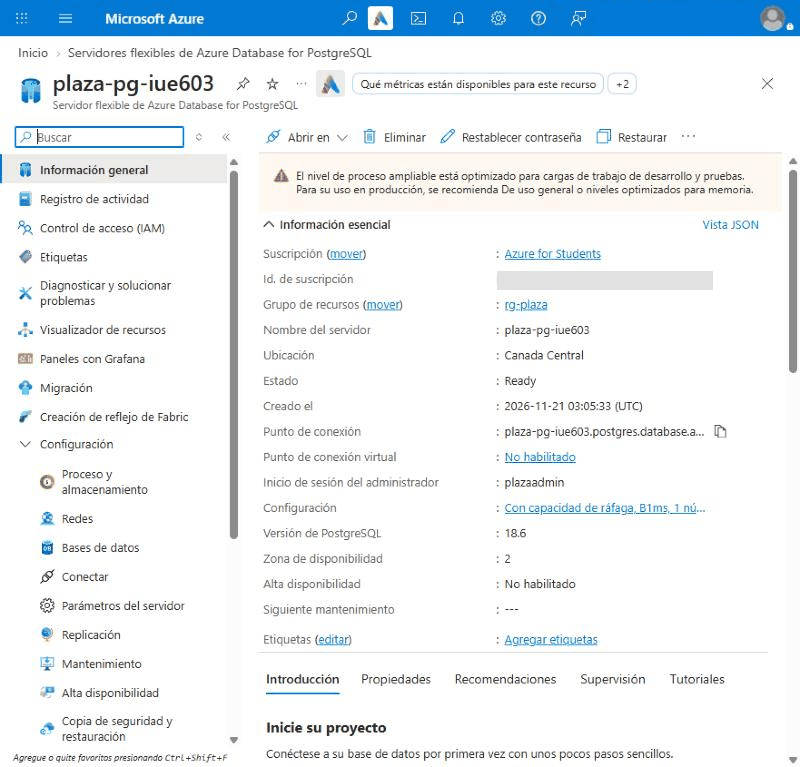 Microsoft Azure
Inicio > Servidores flexibles de Azure Database for PostgreSQL
plaza-pg-iue603
Qué métricas están disponibles para este recurso
+2
Servidor flexible de Azure Database for PostgreSQL
Buscar
Abrir en
Eliminar
Restablecer contraseña
Restaurar
Información general
Registro de actividad
Control de acceso (IAM)
Etiquetas
Diagnosticar y solucionar
problemas
Visualizador de recursos
Paneles con Grafana
Migración
Creación de reflejo de Fabric
Configuración
Proceso y
almacenamiento
Redes
Bases de datos
Conectar
Parámetros del servidor
Replicación
Mantenimiento
Alta disponibilidad
Copia de seguridad y
restauración
Agregue o quite favoritos presionando Ctrl+Shift+F
El nivel de proceso ampliable está optimizado para cargas de trabajo de desarrollo y pruebas.
Para su uso en producción, se recomienda De uso general o niveles optimizados para memoria.
Información esencial
Vista JSON
Suscripción (mover) : Azure for Students
Id. de suscripción
Grupo de recursos (mover) : rg-plaza
Nombre del servidor : plaza-pg-iue603
Ubicación : Canada Central
Estado : Ready
Creado el : 2026-11-21 03:05:33 (UTC)
Punto de conexión : plaza-pg-iue603.postgres.database.a...
Punto de conexión virtual : No habilitado
Inicio de sesión del administrador : plazaadmin
Configuración : Con capacidad de ráfaga, B1ms, 1 nú...
Versión de PostgreSQL : 18.6
Zona de disponibilidad : 2
Alta disponibilidad : No habilitado
Siguiente mantenimiento : ---
Etiquetas (editar) : Agregar etiquetas
Introducción
Propiedades
Recomendaciones
Supervisión
Tutoriales
Inicie su proyecto
Conéctese a su base de datos por primera vez con unos pocos pasos sencillos.